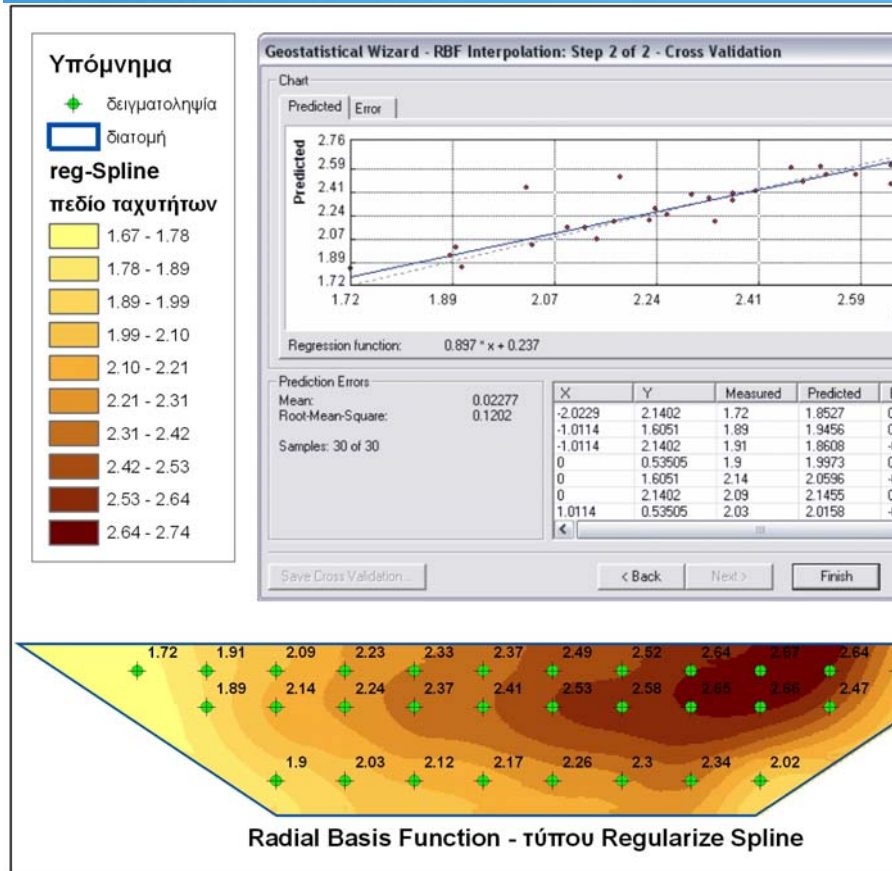 Υπόμνημα
δειγματοληψία
διατομή
reg-Spline
πεδίο ταχυτήτων
1.67 - 1.78
1.78 - 1.89
1.89 - 1.99
1.99 - 2.10
2.10 - 2.21
2.21 - 2.31
2.31 - 2.42
2.42 - 2.53
2.53 - 2.64
2.64 - 2.74
Geostatistical Wizard - RBF Interpolation: Step 2 of 2 - Cross Validation
Chart
Predicted Error
Predicted
2.76
2.59
2.41
2.24
2.07
1.89
1.72
1.72 1.89 2.07 2.24 2.41 2.59
Regression function: 0.897 * x + 0.237
Prediction Errors
Mean: 0.02277
Root-Mean-Square: 0.1202
Samples: 30 of 30
X Y Measured Predicted
-2.0229 2.1402 1.72 1.8527
-1.0114 1.6051 1.89 1.9456
-1.0114 2.1402 1.91 1.8608
0 0.53505 1.9 1.9973
0 1.6051 2.14 2.0596
0 2.1402 2.09 2.1455
1.0114 0.53505 2.03 2.0158
Save Cross Validation... < Back Next > Finish
1.72 1.91 2.09 2.23 2.33 2.37 2.49 2.52 2.64 2.67 2.64
1.89 2.14 2.24 2.37 2.41 2.53 2.58 2.65 2.66 2.47
1.9 2.03 2.12 2.17 2.26 2.3 2.34 2.02
Radial Basis Function - τύπου Regularize Spline